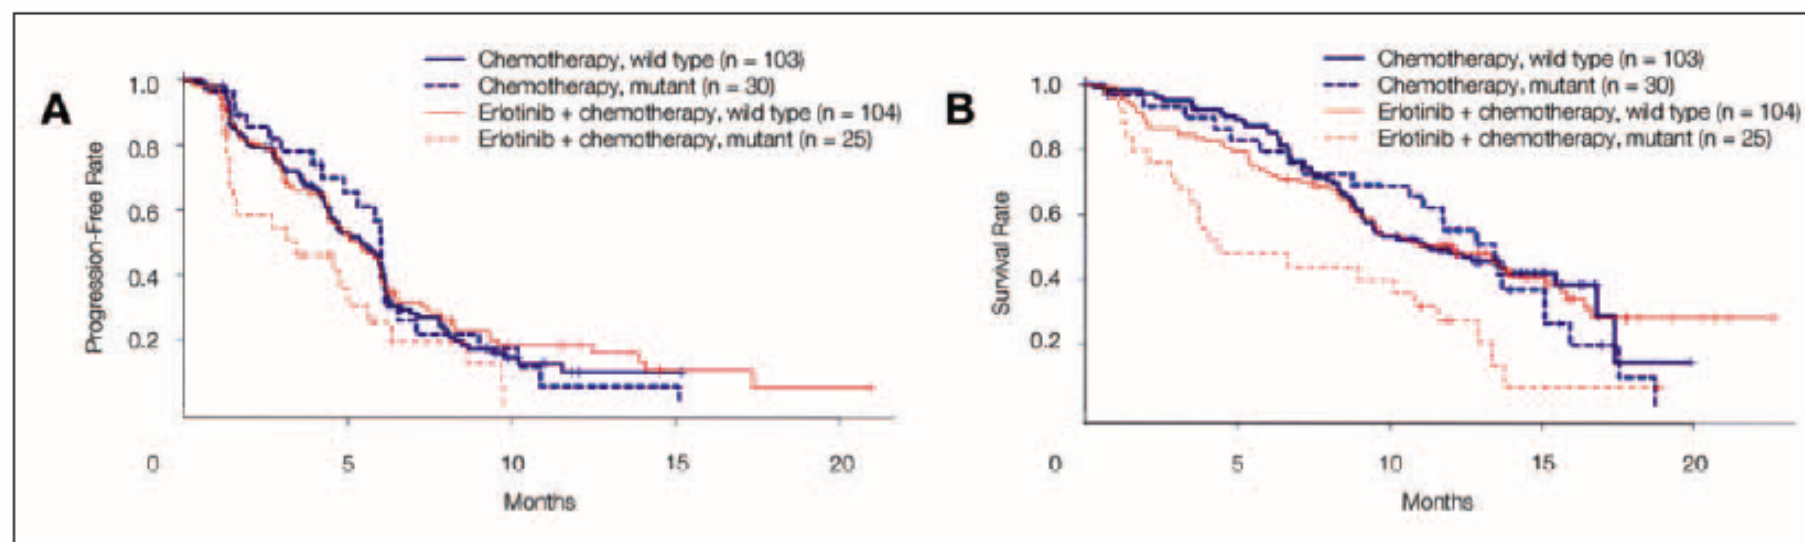 A
Chemotherapy, wild type (n = 103)
Chemotherapy, mutant (n = 30)
Erlotinib + chemotherapy, wild type (n = 104)
Erlotinib + chemotherapy, mutant (n = 25)
Progression-Free Rate
1.0
0.8
0.6
0.4
0.2
0 5 10 15 20
Months
B
Chemotherapy, wild type (n = 103)
Chemotherapy, mutant (n = 30)
Erlotinib + chemotherapy, wild type (n = 104)
Erlotinib + chemotherapy, mutant (n = 25)
Survival Rate
1.0
0.8
0.6
0.4
0.2
0 5 10 15 20
Months